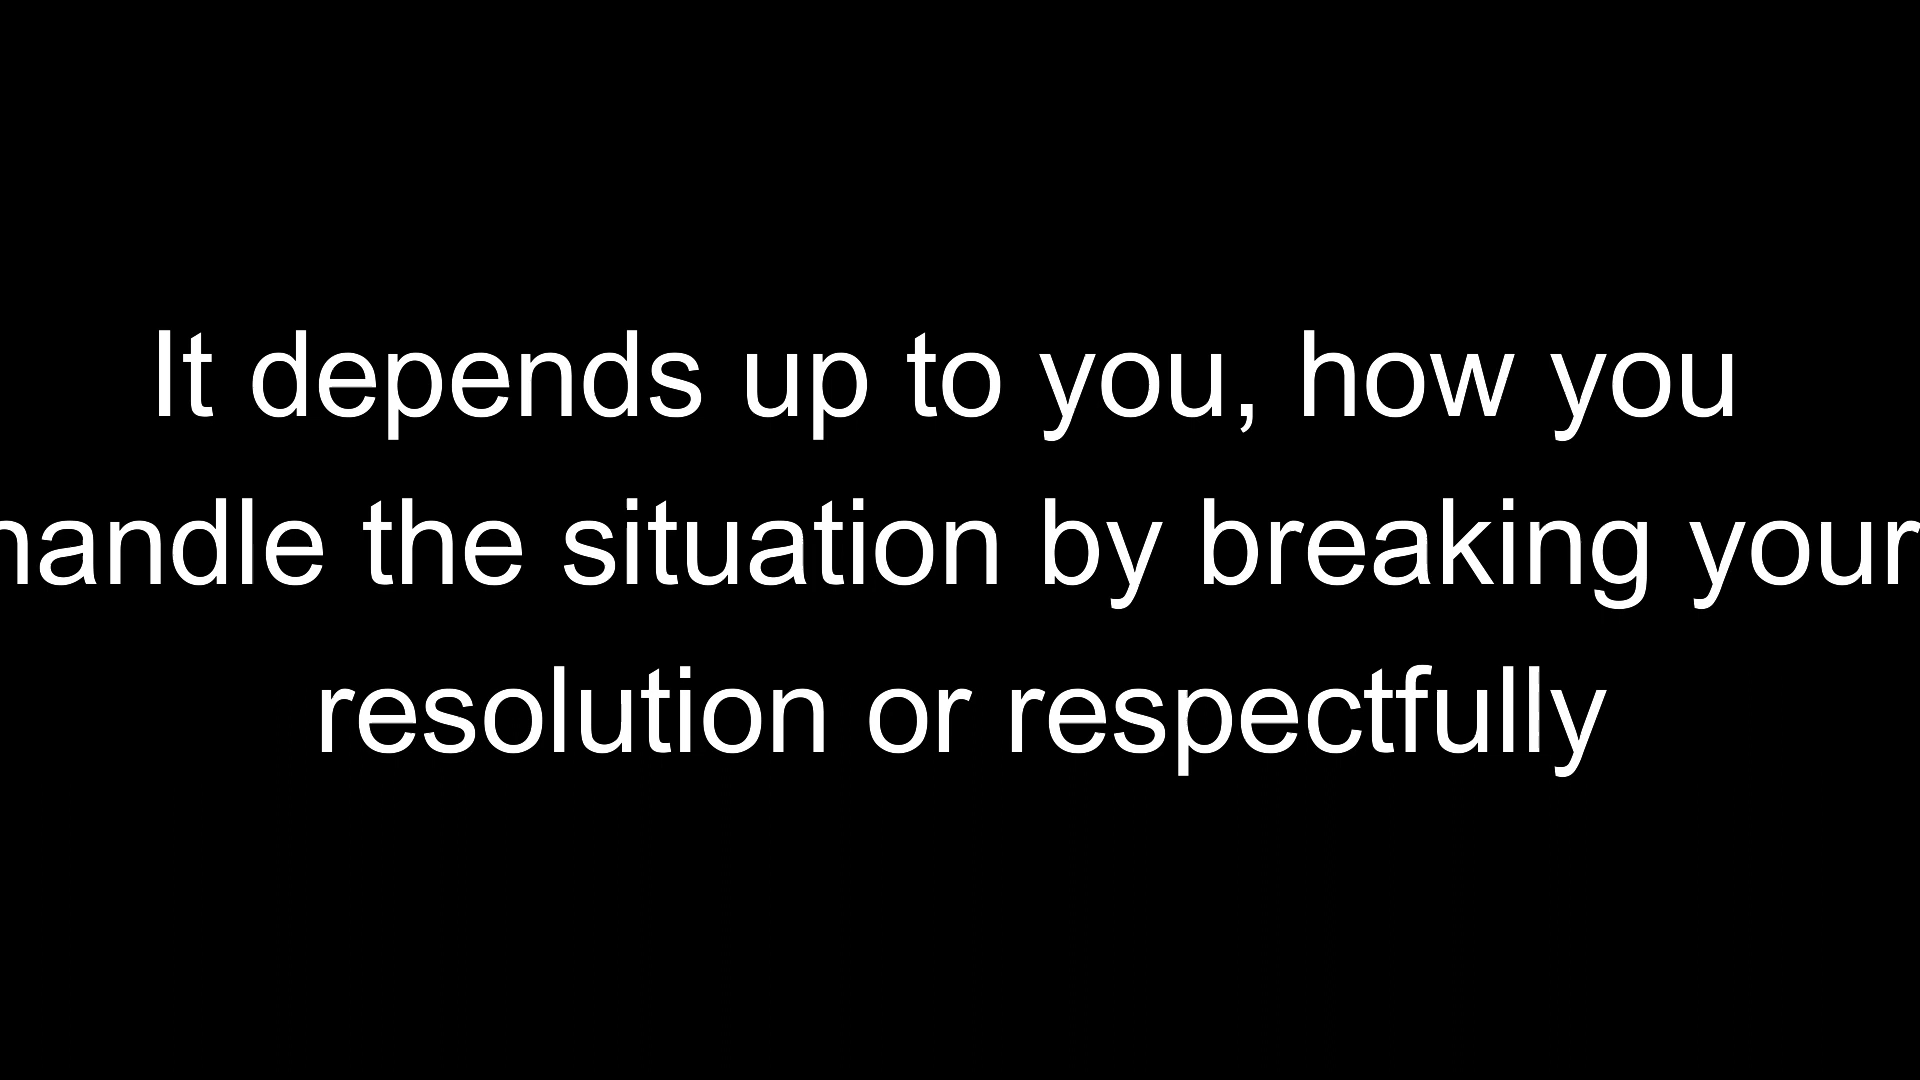 It depends up to you, how you
handle the situation by breaking your
resolution or respectfully